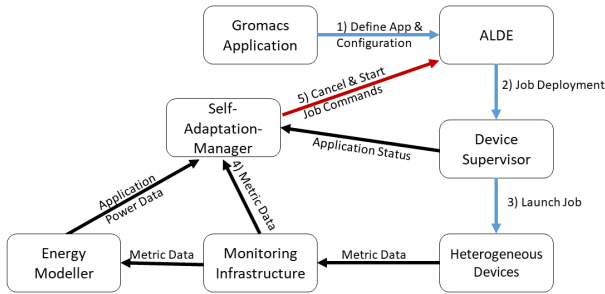 Gromacs
Application
1) Define App &
Configuration
ALDE
2) Job Deployment
5) Cancel & Start
Job Commands
Self-
Adaptation-
Manager
Application Status
Device
Supervisor
Application
Power Data
4) Metric Data
3) Launch Job
Energy
Modeller
Metric Data
Monitoring
Infrastructure
Metric Data
Heterogeneous
Devices